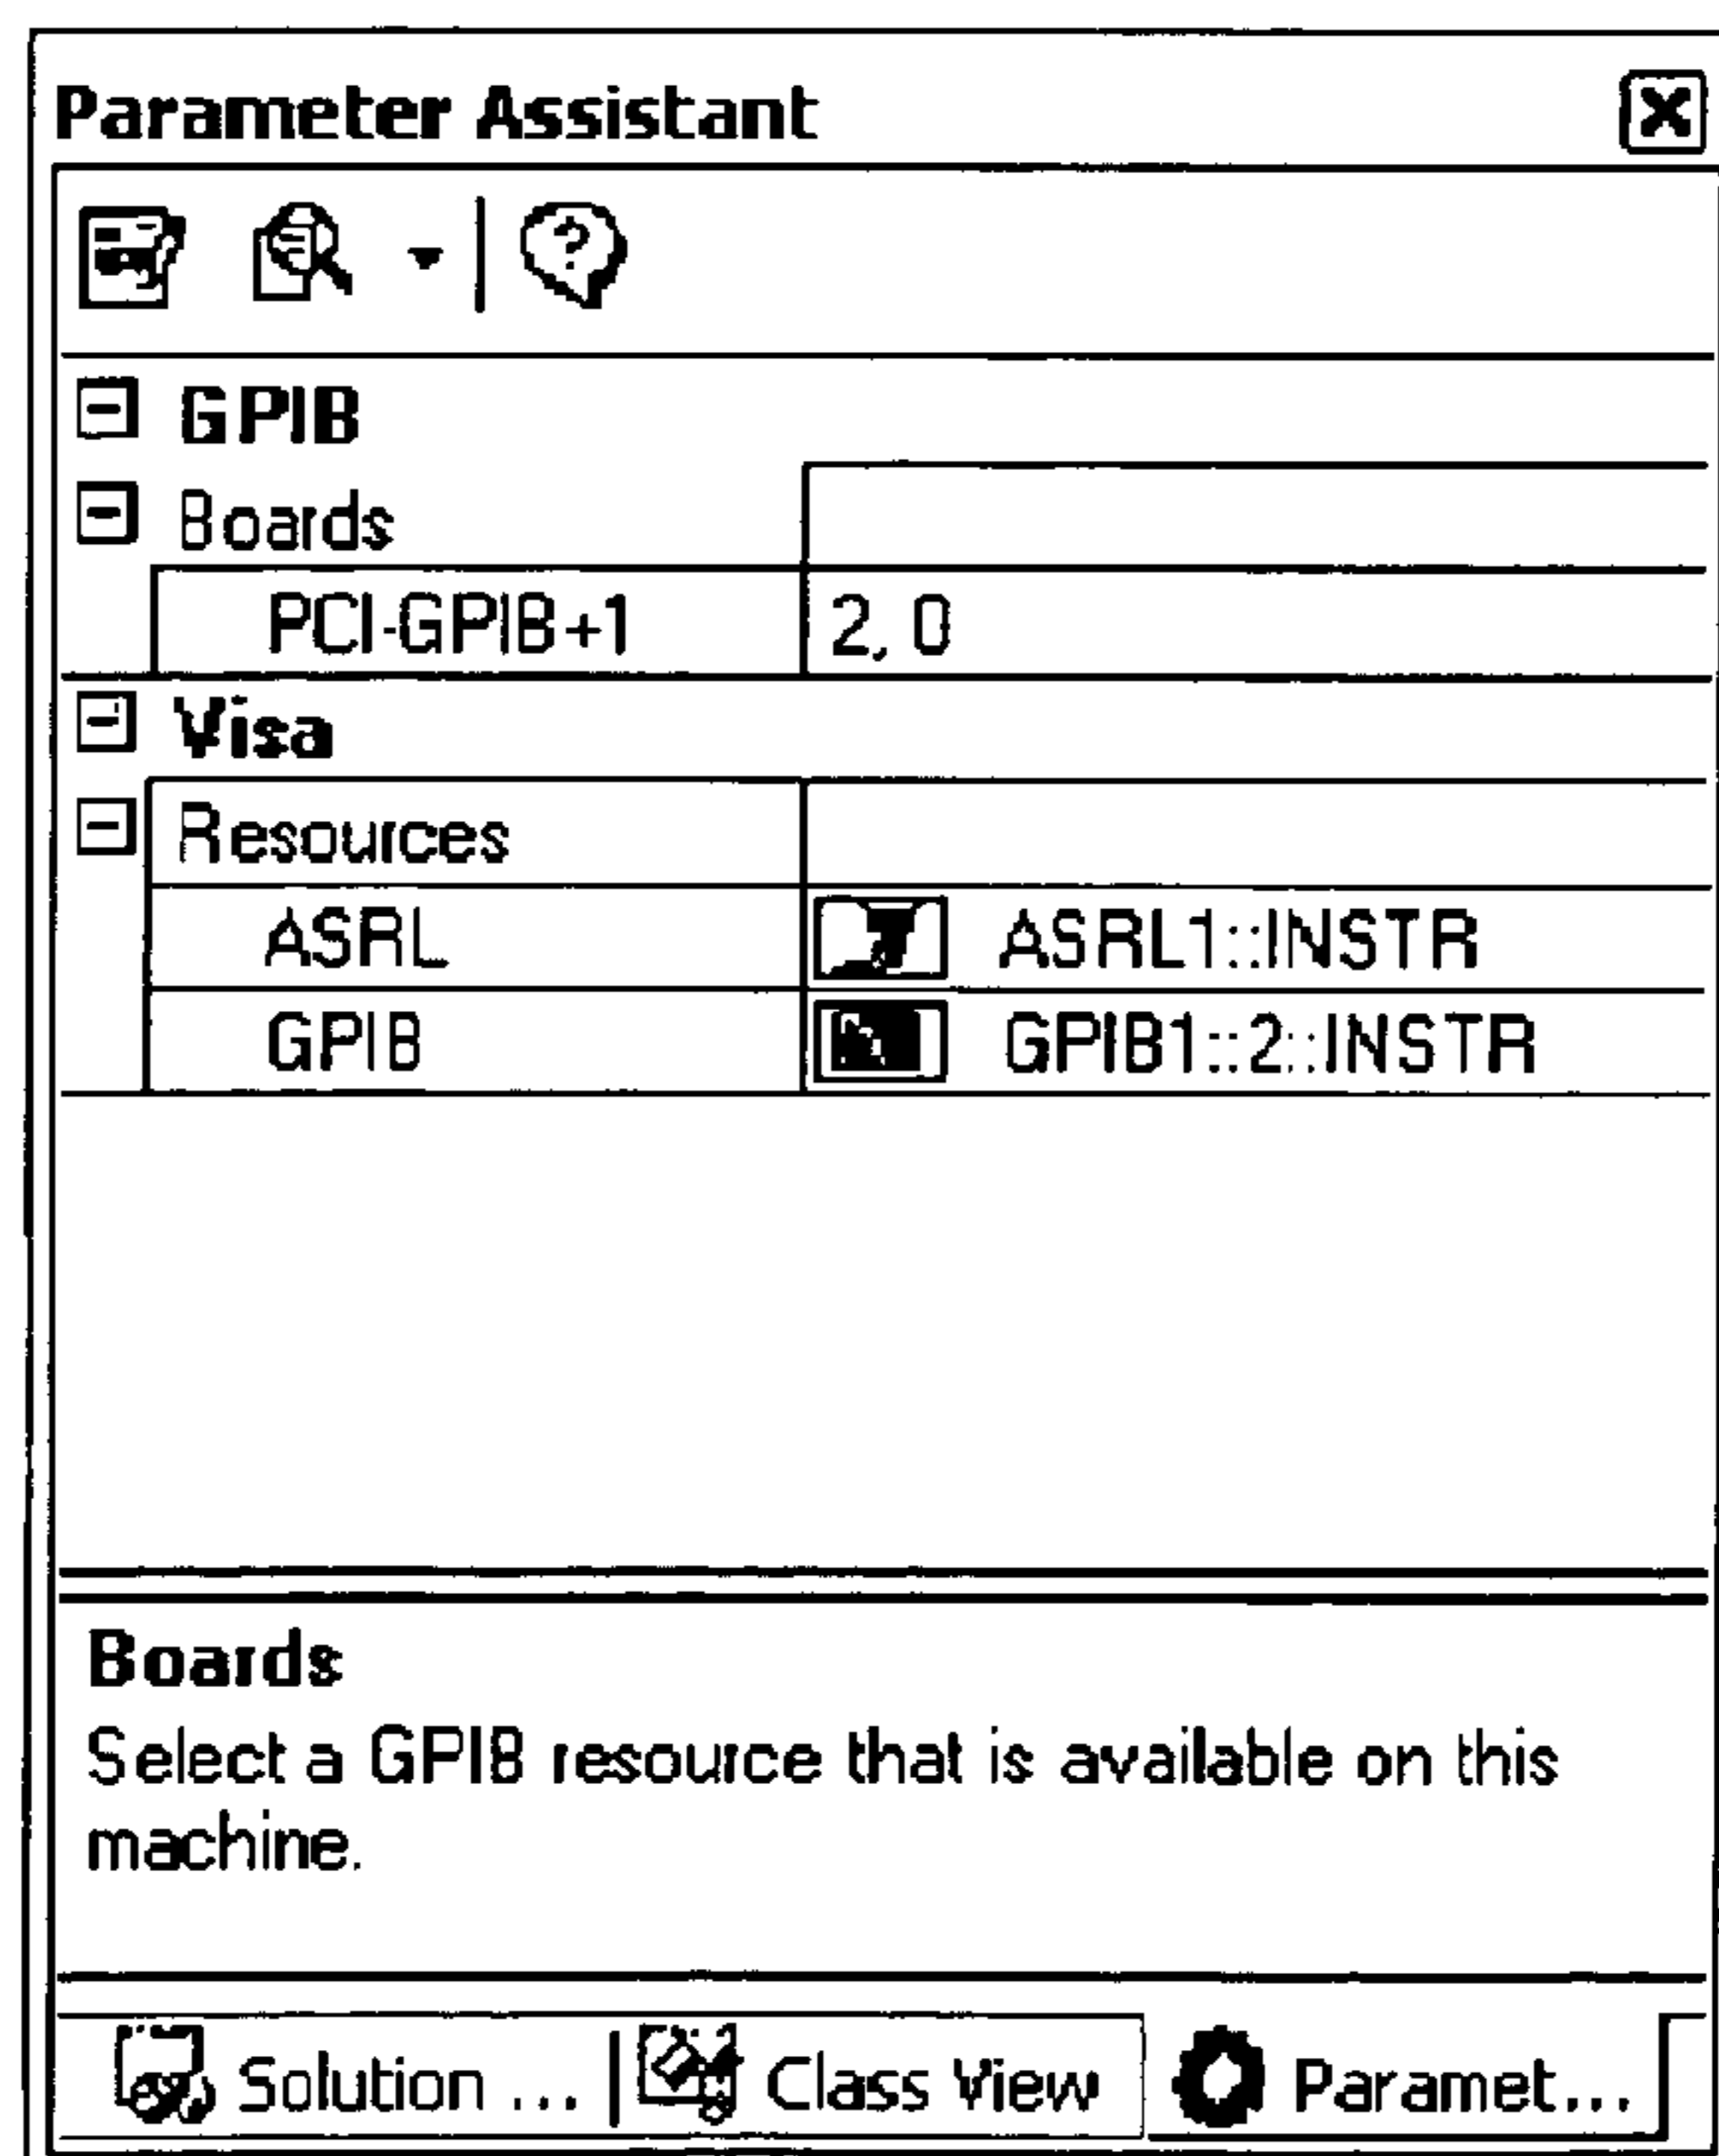 Parameter Assistant
GPIB
Boards
PCI-GPIB+1 2, 0
Visa
Resources
ASRL ASRL1::INSTR
GPIB GPIB1::2::INSTR
Boards
Select a GPIB resource that is available on this
machine.
Solution ... Class View Paramet...